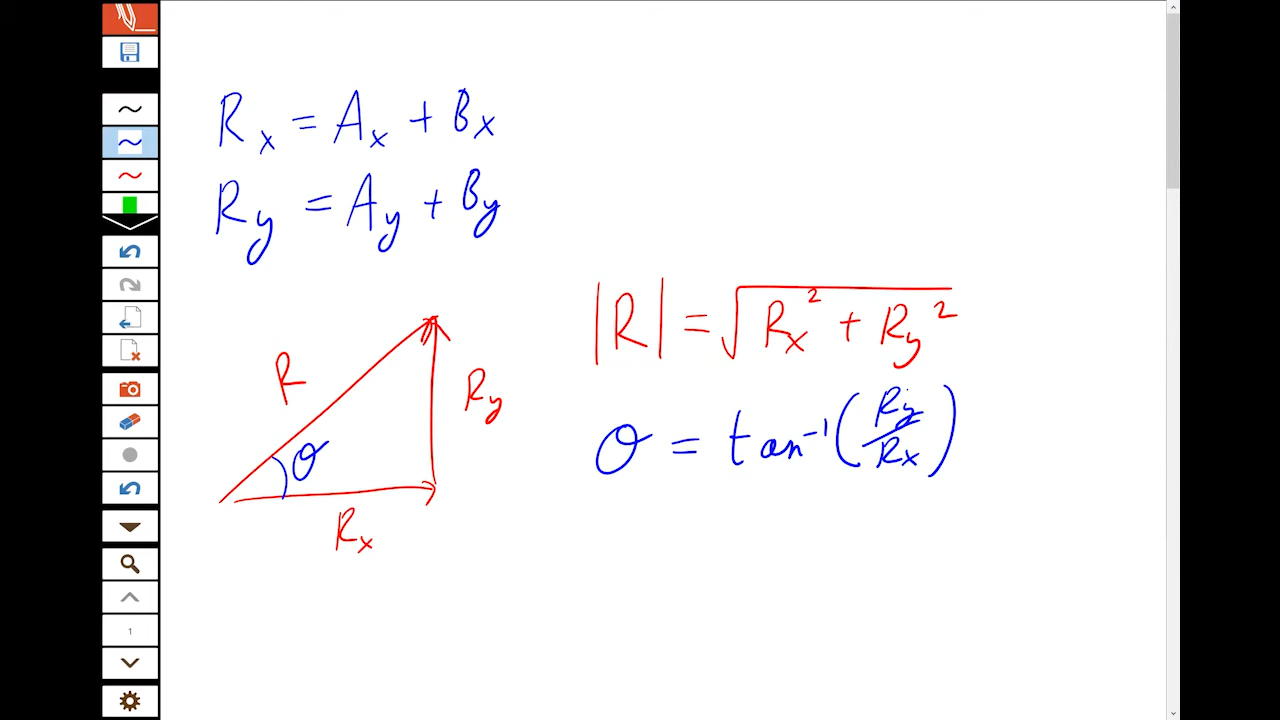 Rx = Ax + Bx
Ry = Ay + By
|R| = √Rx² + Ry²
R
Ry
θ = tan⁻¹(Ry/Rx)
θ
Rx
1